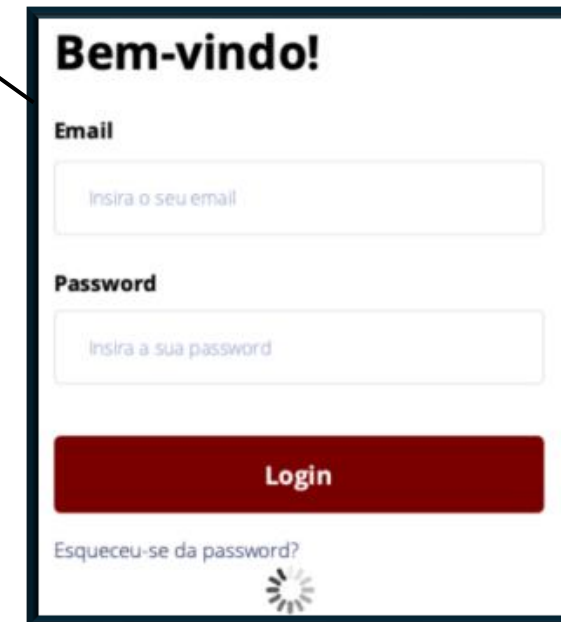 Bem-vindo!
Email
Insira o seu email
Password
Insira a sua password
Login
Esqueceu-se da password?